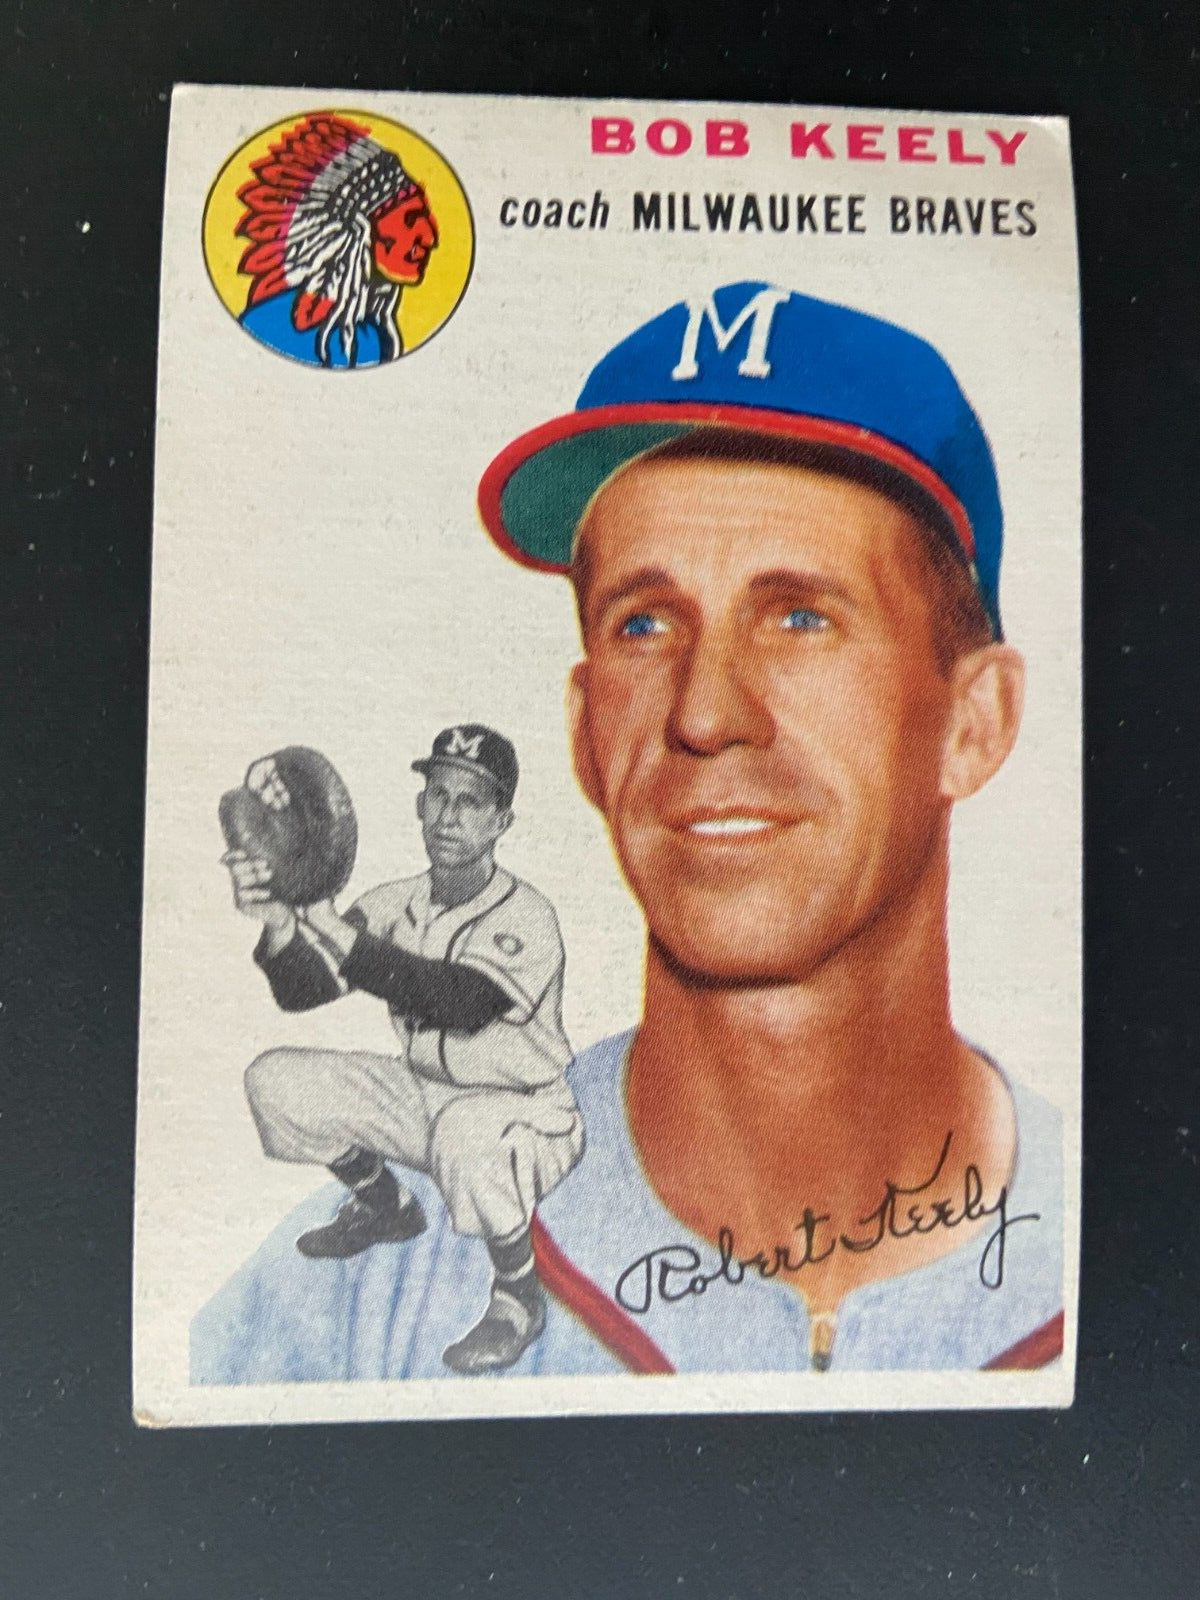 BOB KEELY
coach MILWAUKEE BRAVES
M
M
Robert Keely